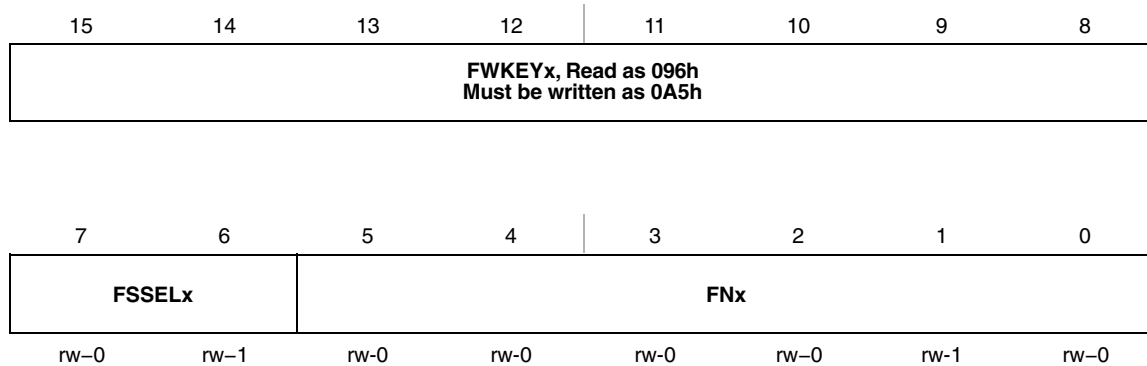 15 14 13 12 11 10 9 8
FWKEYx, Read as 096h
Must be written as 0A5h
7 6 5 4 3 2 1 0
FSSELx FNx
rw−0 rw−1 rw-0 rw-0 rw-0 rw−0 rw-1 rw−0